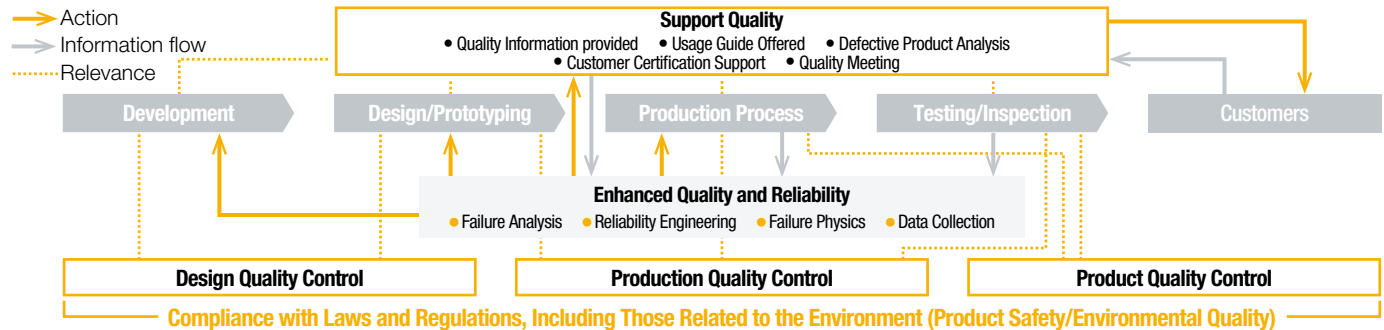 Action
Information flow
Relevance
Support Quality
• Quality Information provided • Usage Guide Offered • Defective Product Analysis
• Customer Certification Support • Quality Meeting
Development
Design/Prototyping
Production Process
Testing/Inspection
Customers
Enhanced Quality and Reliability
• Failure Analysis • Reliability Engineering • Failure Physics • Data Collection
Design Quality Control
Production Quality Control
Product Quality Control
Compliance with Laws and Regulations, Including Those Related to the Environment (Product Safety/Environmental Quality)